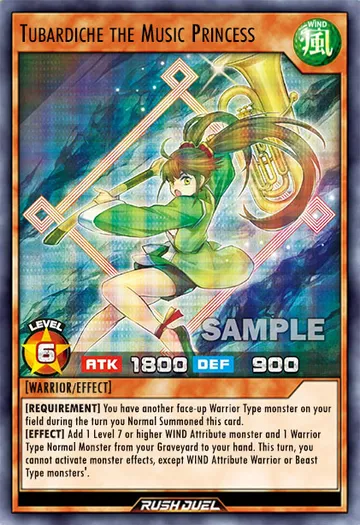 Tubardiche the Music Princess
WIND
風
SAMPLE
LEVEL
6
ATK 1800 DEF 900
[WARRIOR/EFFECT]
[REQUIREMENT] You have another face-up Warrior Type monster on your
field during the turn you Normal Summoned this card.
[EFFECT] Add 1 Level 7 or higher WIND Attribute monster and 1 Warrior
Type Normal Monster from your Graveyard to your hand. This turn, you
cannot activate monster effects, except WIND Attribute Warrior or Beast
Type monsters'.
RUSH DUEL